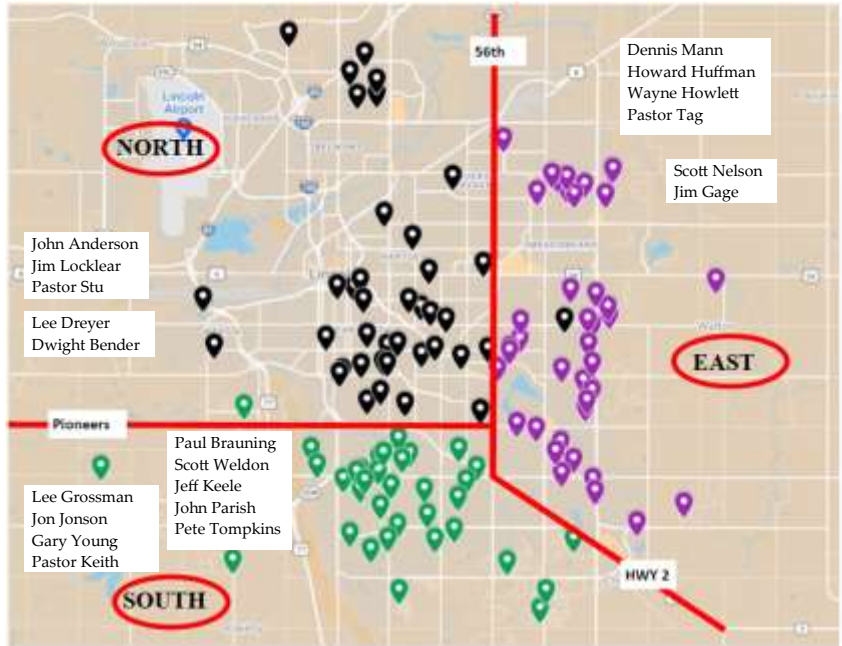 56th
Dennis Mann
Howard Huffman
Wayne Howlett
Pastor Tag
Lincoln
Airport
NORTH
Scott Nelson
Jim Gage
John Anderson
Jim Locklear
Pastor Stu
Lee Dreyer
Dwight Bender
EAST
Pioneers
Paul Brauning
Scott Weldon
Jeff Keele
John Parish
Pete Tompkins
Lee Grossman
Jon Jonson
Gary Young
Pastor Keith
HWY 2
SOUTH